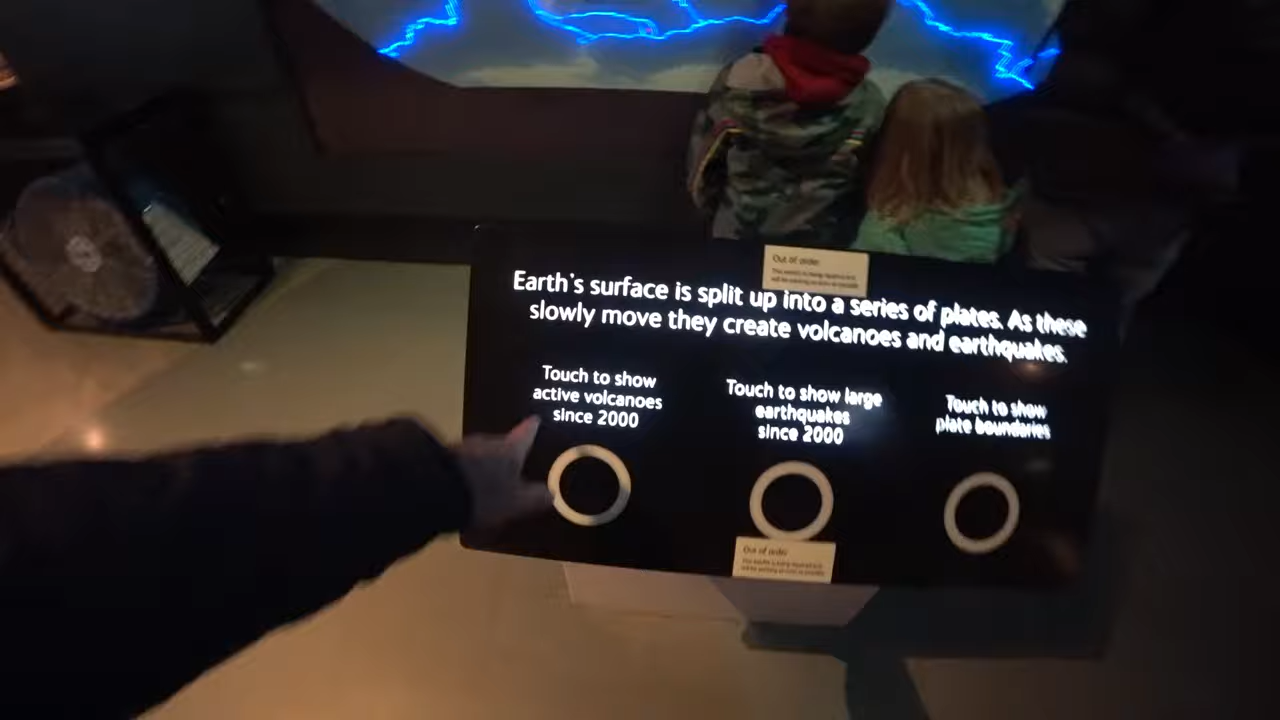 Out of order
Earth's surface is split up into a series of plates. As these
slowly move they create volcanoes and earthquakes.
Touch to show
active volcanoes
since 2000
Touch to show large
earthquakes
since 2000
Touch to show
plate boundaries
Out of order